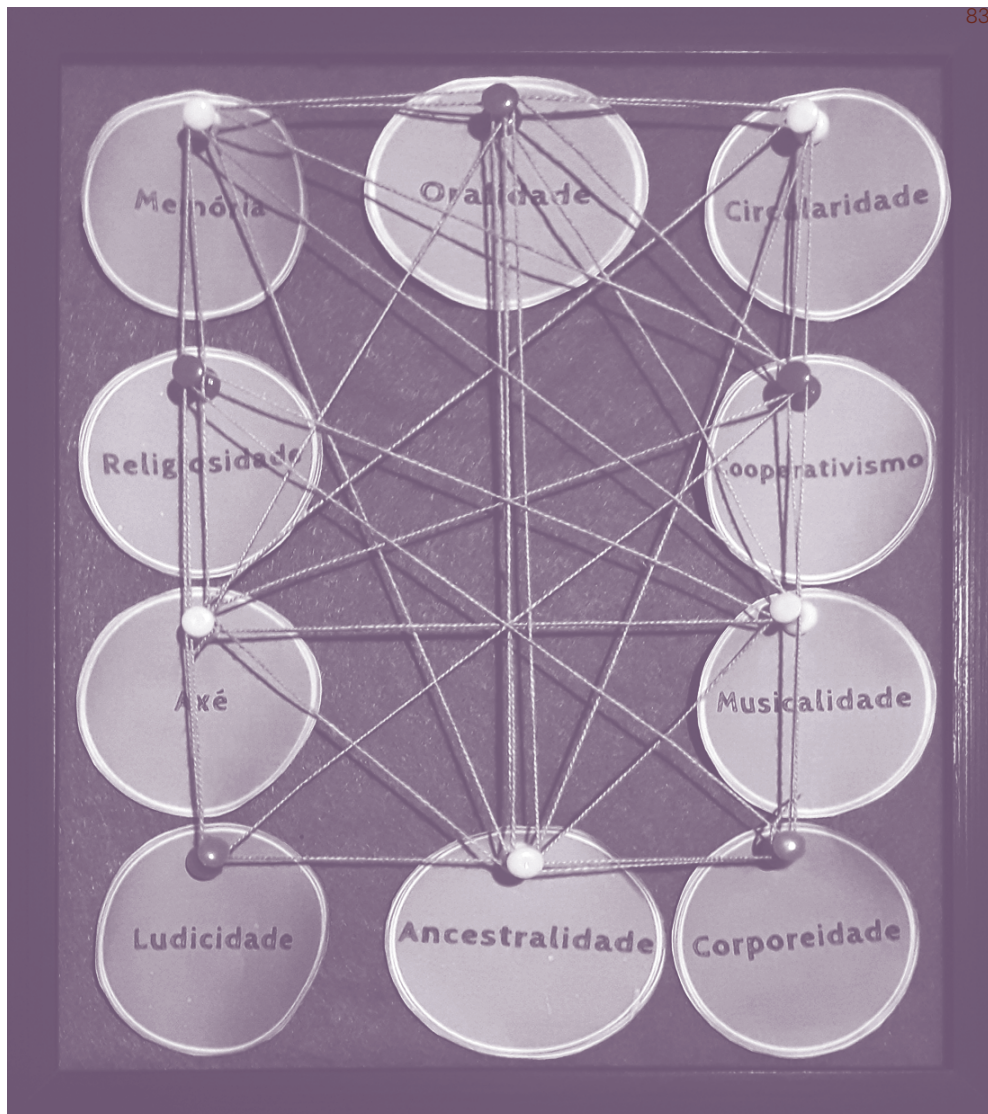 83
Memória
Oralidade
Circularidade
Religiosidade
Cooperativismo
Axé
Musicalidade
Ludicidade
Ancestralidade
Corporeidade